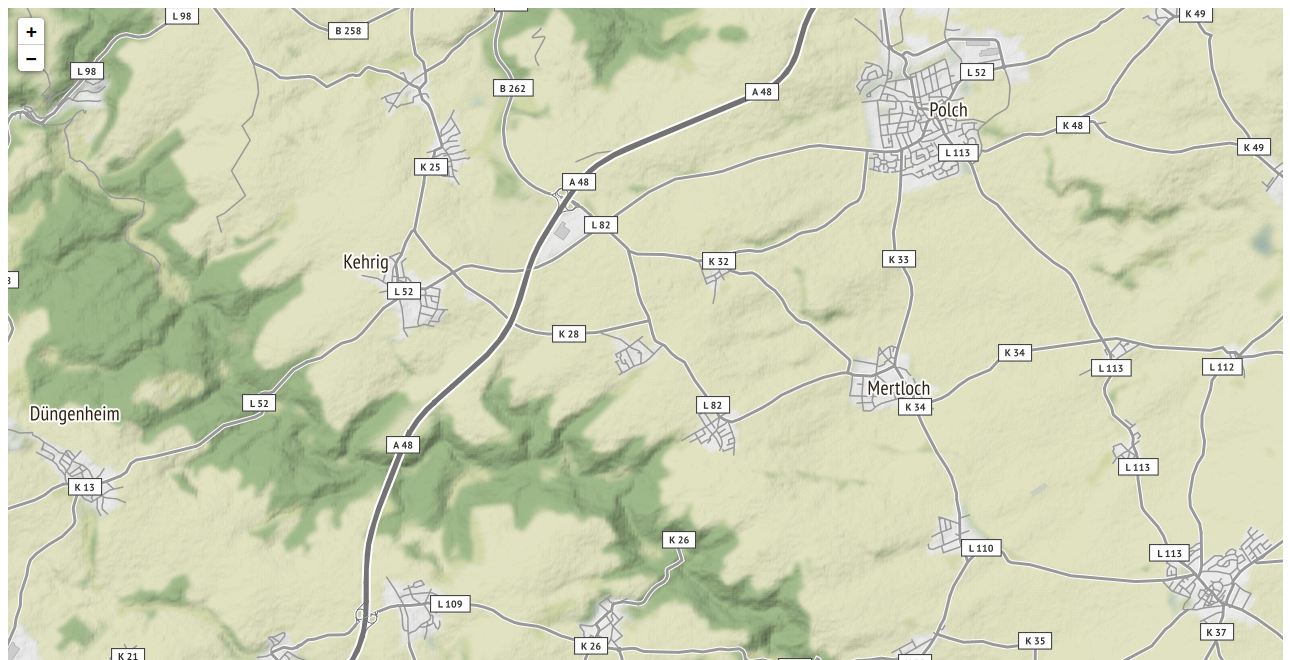 L 98
K 49
+
B 258
−
L 98
L 52
B 262
A 48
Polch
K 48
K 49
L 113
K 25
A 48
L 82
Kehrig
K 32
K 33
L 52
K 28
K 34
L 113
L 112
Mertloch
L 52
L 82
K 34
Düngenheim
A 48
L 113
K 13
K 26
L 110
L 113
L 109
K 37
K 26
K 35
K 21